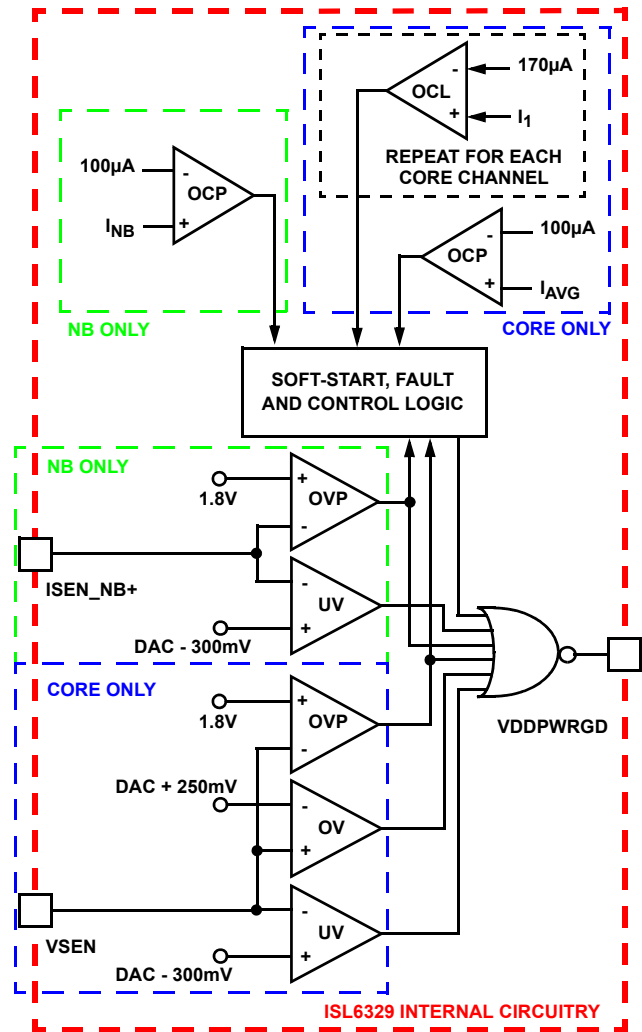 170µA
-
OCL
+
I1
REPEAT FOR EACH
CORE CHANNEL
100µA
-
OCP
INB
+
100µA
-
OCP
+
IAVG
NB ONLY
CORE ONLY
SOFT-START, FAULT
AND CONTROL LOGIC
NB ONLY
+
1.8V
OVP
-
ISEN_NB+
-
UV
+
DAC - 300mV
CORE ONLY
+
1.8V
OVP
-
VDDPWRGD
DAC + 250mV
-
OV
+
-
VSEN
UV
+
DAC - 300mV
ISL6329 INTERNAL CIRCUITRY